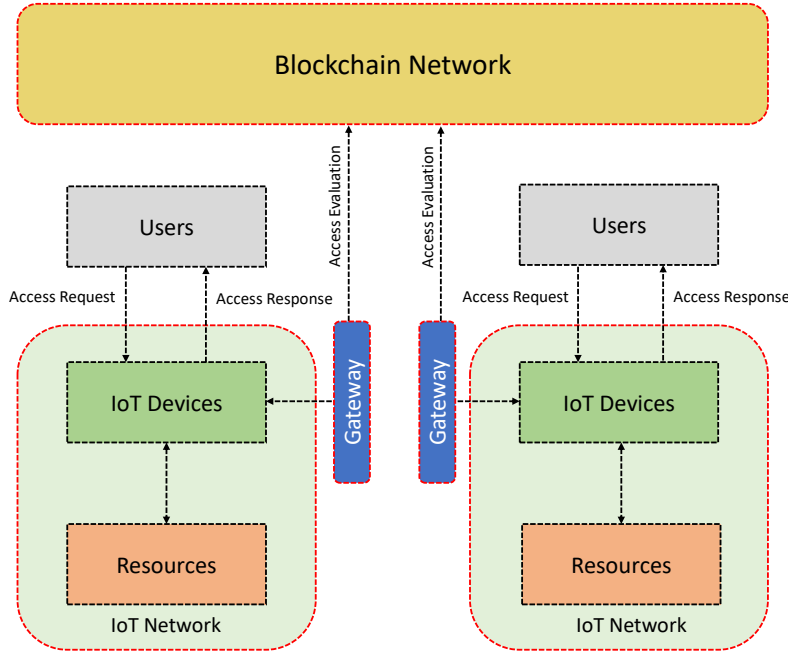 Blockchain Network
Access Evaluation
Access Evaluation
Users
Users
Access Request
Access Response
Access Request
Access Response
IoT Devices
Gateway
Gateway
IoT Devices
Resources
Resources
IoT Network
IoT Network